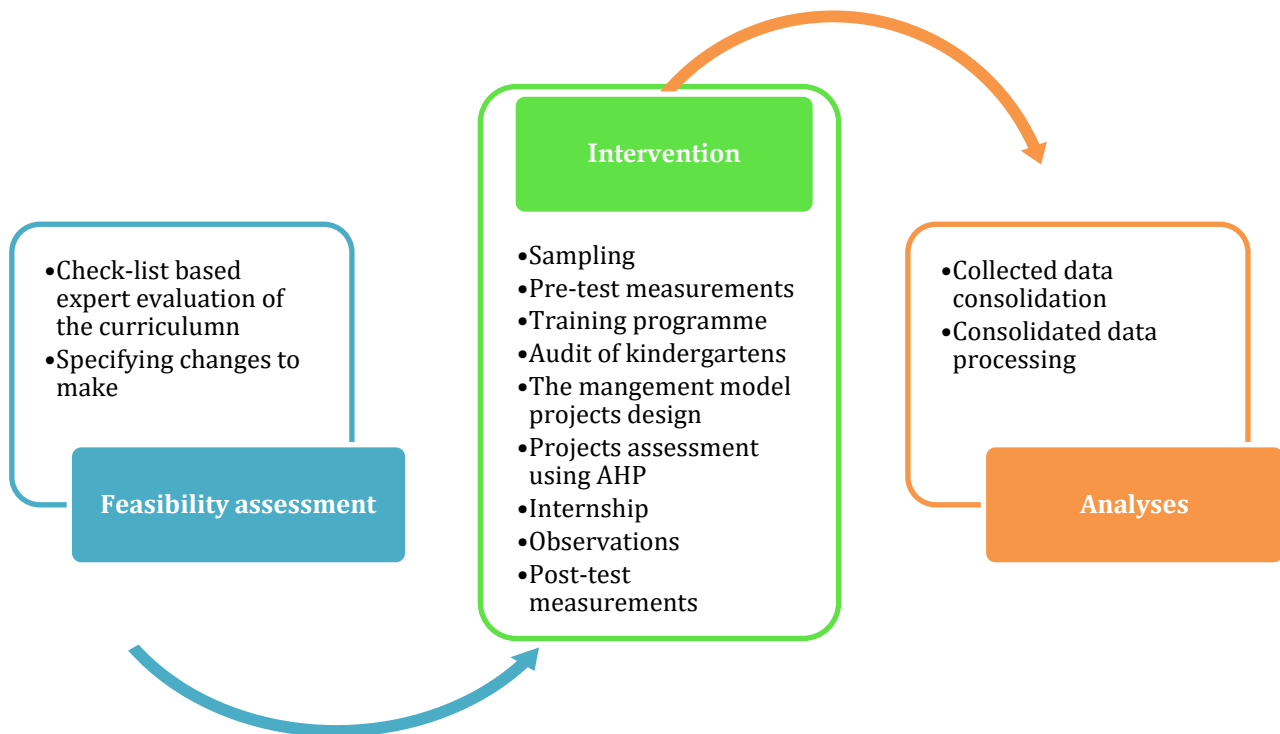 •Check-list based
expert evaluation of
the curriculumn
•Specifying changes to
make
Feasibility assessment
Intervention
•Sampling
•Pre-test measurements
•Training programme
•Audit of kindergartens
•The mangement model
projects design
•Projects assessment
using AHP
•Internship
•Observations
•Post-test
measurements
•Collected data
consolidation
•Consolidated data
processing
Analyses